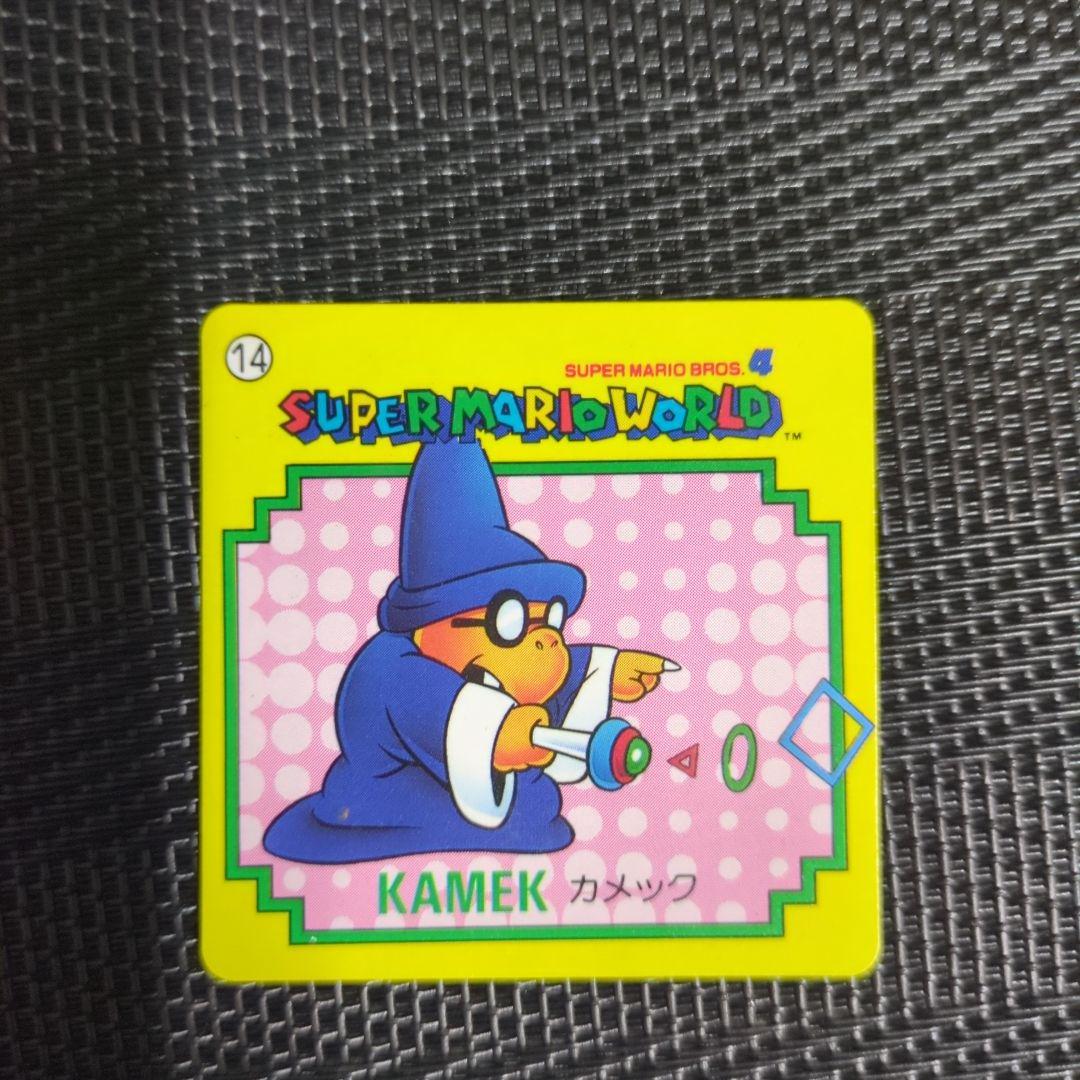 14
SUPER MARIO BROS. 4
SUPER MARIO WORLD ™
KAMEK カメック